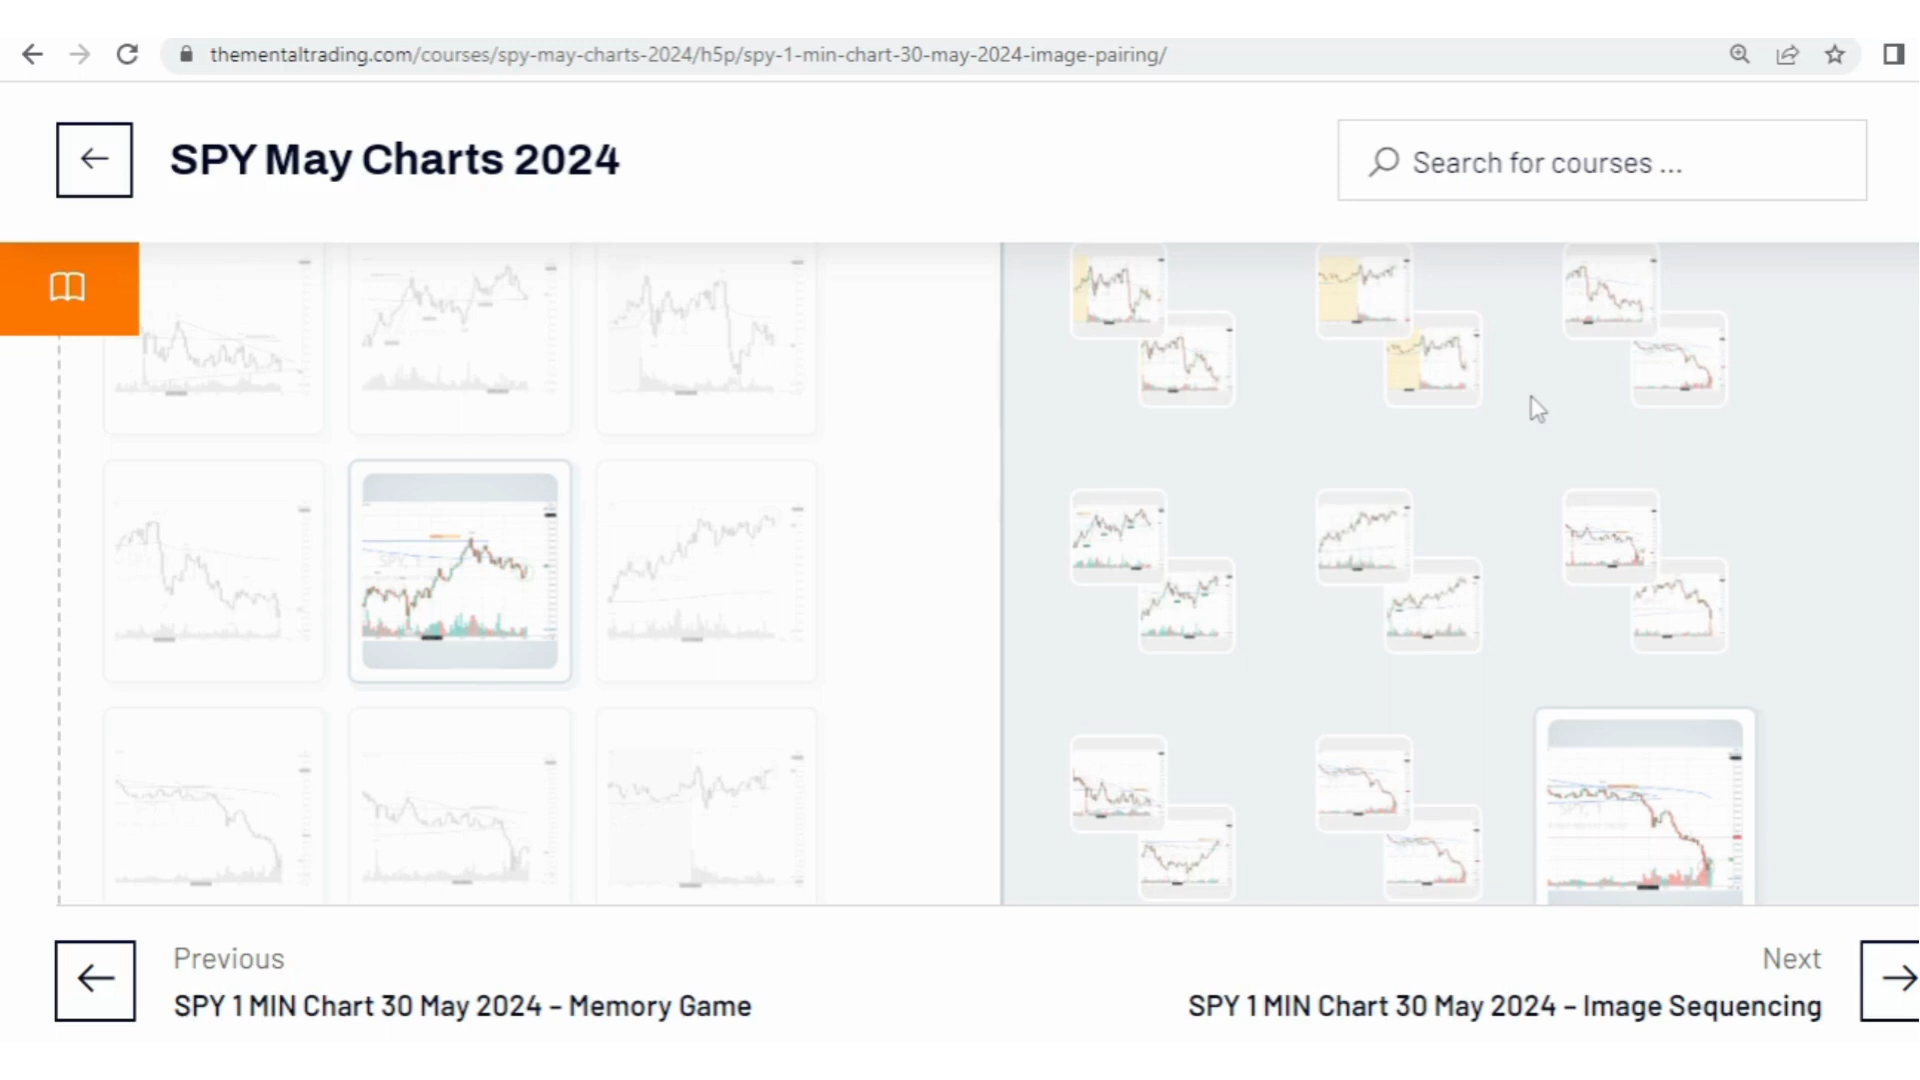 thementaltrading.com/courses/spy-may-charts-2024/h5p/spy-1-min-chart-30-may-2024-image-pairing/
SPY May Charts 2024
Search for courses ...
Previous
SPY 1 MIN Chart 30 May 2024 – Memory Game
Next
SPY 1 MIN Chart 30 May 2024 – Image Sequencing